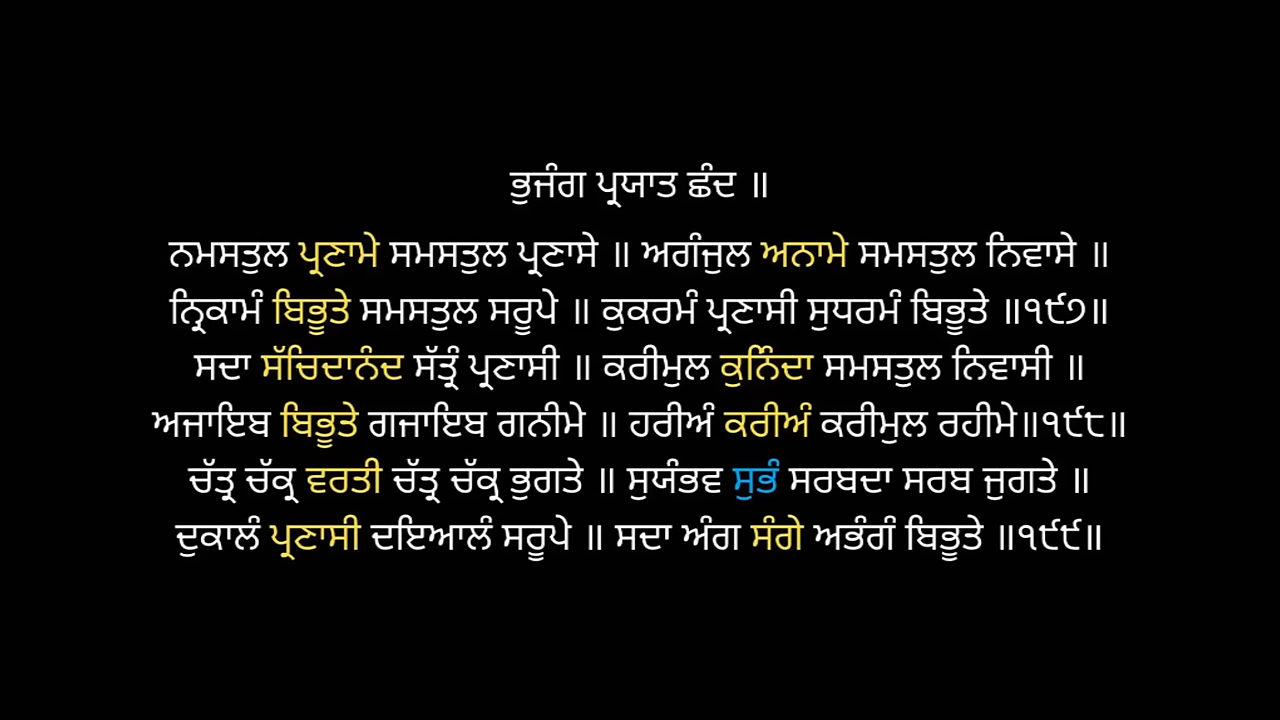 ਭੁਜੰਗ ਪ੍ਰਯਾਤ ਛੰਦ ॥
ਨਮਸਤੁਲ ਪ੍ਰਣਾਮੇ ਸਮਸਤੁਲ ਪ੍ਰਣਾਸੇ ॥ ਅਗੰਜੁਲ ਅਨਾਮੇ ਸਮਸਤੁਲ ਨਿਵਾਸੇ ॥
ਨ੍ਰਿਕਾਮੰ ਬਿਭੂਤੇ ਸਮਸਤੁਲ ਸਰੂਪੇ ॥ ਕੁਕਰਮੰ ਪ੍ਰਣਾਸੀ ਸੁਧਰਮੰ ਬਿਭੂਤੇ ॥੧੯੭॥
ਸਦਾ ਸੱਚਿਦਾਨੰਦ ਸੱਤ੍ਰੰ ਪ੍ਰਣਾਸੀ ॥ ਕਰੀਮੁਲ ਕੁਨਿੰਦਾ ਸਮਸਤੁਲ ਨਿਵਾਸੀ ॥
ਅਜਾਇਬ ਬਿਭੂਤੇ ਗਜਾਇਬ ਗਨੀਮੇ ॥ ਹਰੀਅੰ ਕਰੀਅੰ ਕਰੀਮੁਲ ਰਹੀਮੇ॥੧੯੮॥
ਚੱਤ੍ਰ ਚੱਕ੍ਰ ਵਰਤੀ ਚੱਤ੍ਰ ਚੱਕ੍ਰ ਭੁਗਤੇ ॥ ਸੁਯੰਭਵ ਸੁਭੰ ਸਰਬਦਾ ਸਰਬ ਜੁਗਤੇ ॥
ਦੁਕਾਲੰ ਪ੍ਰਣਾਸੀ ਦਇਆਲੰ ਸਰੂਪੇ ॥ ਸਦਾ ਅੰਗ ਸੰਗੇ ਅਭੰਗੰ ਬਿਭੂਤੇ ॥੧੯੯॥